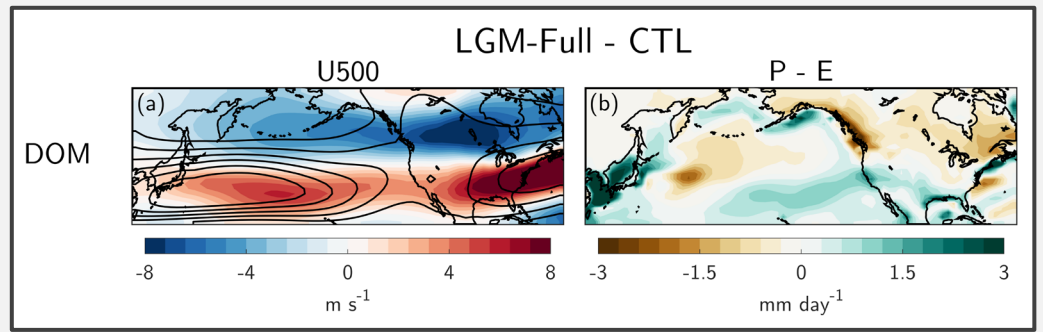 LGM-Full - CTL
U500
P - E
(a)
(b)
DOM
-8 -4 0 4 8
-3 -1.5 0 1.5 3
m s⁻¹
mm day⁻¹